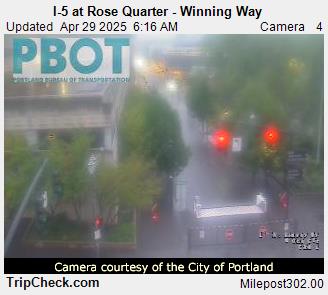 I-5 at Rose Quarter - Winning Way
Updated Apr 29 2025 6:16 AM Camera 4
PBOT
PORTLAND BUREAU OF TRANSPORTATION
Camera courtesy of the City of Portland
TripCheck.com Milepost302.00